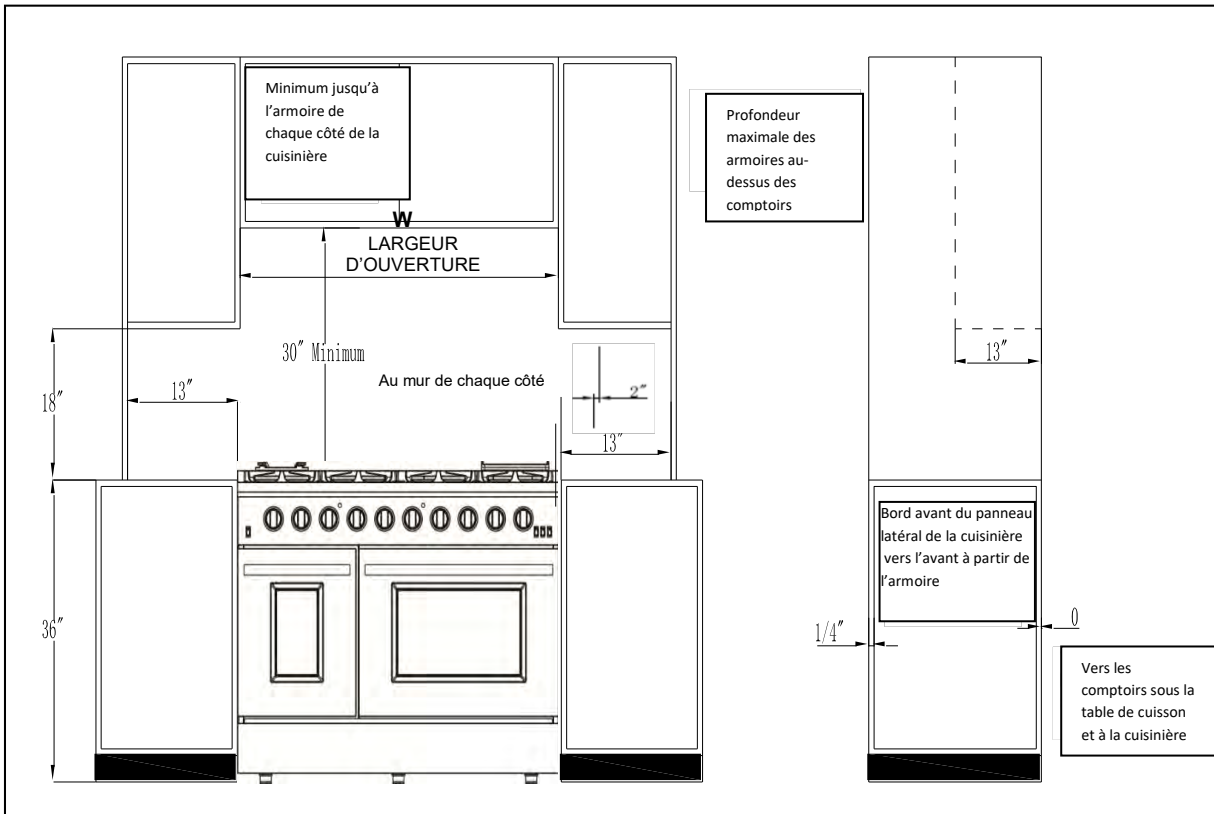 Minimum jusqu'à
l'armoire de
chaque côté de la
cuisinière
Profondeur
maximale des
armoires au-
dessus des
comptoirs
W
LARGEUR
D'OUVERTURE
30" Minimum
Au mur de chaque côté
13"
18"
13"
2"
13"
Bord avant du panneau
latéral de la cuisinière
vers l'avant à partir de
l'armoire
36"
1/4"
0
Vers les
comptoirs sous la
table de cuisson
et à la cuisinière